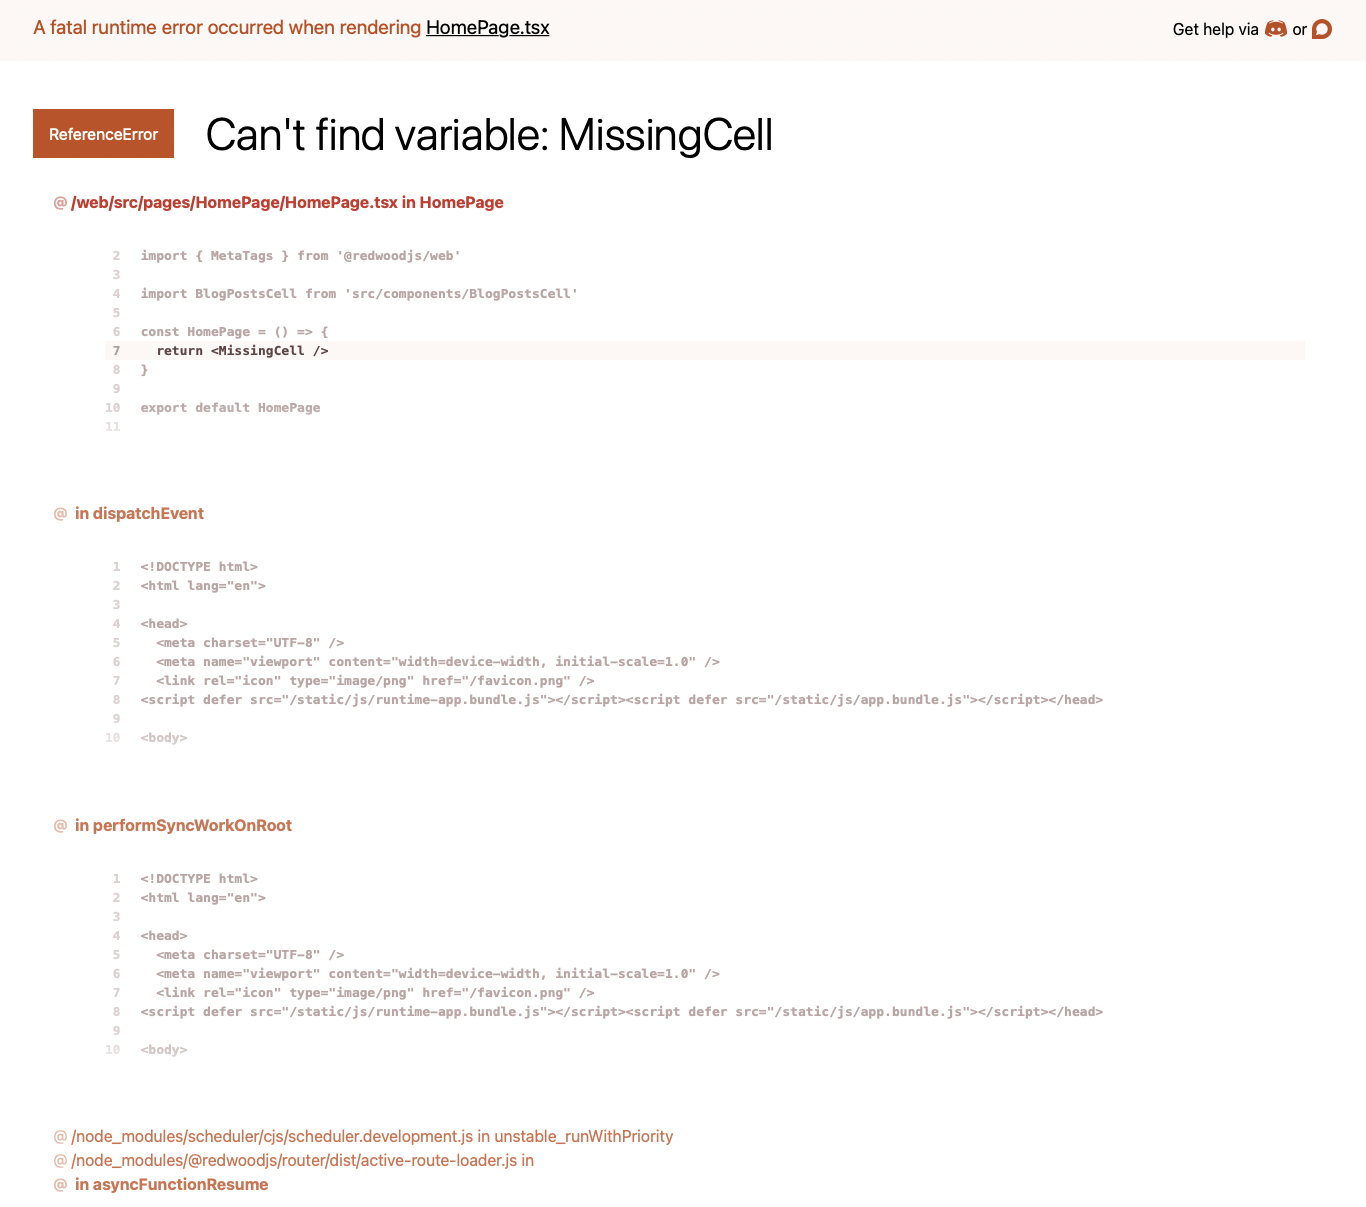 A fatal runtime error occurred when rendering HomePage.tsx
Get help via or
ReferenceError
Can't find variable: MissingCell
@ /web/src/pages/HomePage/HomePage.tsx in HomePage
2 import { MetaTags } from '@redwoodjs/web'
3
4 import BlogPostsCell from 'src/components/BlogPostsCell'
5
6 const HomePage = () => {
7   return <MissingCell />
8 }
9
10 export default HomePage
11
@ in dispatchEvent
1 <!DOCTYPE html>
2 <html lang="en">
3
4 <head>
5   <meta charset="UTF-8" />
6   <meta name="viewport" content="width=device-width, initial-scale=1.0" />
7   <link rel="icon" type="image/png" href="/favicon.png" />
8 <script defer src="/static/js/runtime-app.bundle.js"></script><script defer src="/static/js/app.bundle.js"></script></head>
9
10 <body>
@ in performSyncWorkOnRoot
1 <!DOCTYPE html>
2 <html lang="en">
3
4 <head>
5   <meta charset="UTF-8" />
6   <meta name="viewport" content="width=device-width, initial-scale=1.0" />
7   <link rel="icon" type="image/png" href="/favicon.png" />
8 <script defer src="/static/js/runtime-app.bundle.js"></script><script defer src="/static/js/app.bundle.js"></script></head>
9
10 <body>
@ /node_modules/scheduler/cjs/scheduler.development.js in unstable_runWithPriority
@ /node_modules/@redwoodjs/router/dist/active-route-loader.js in
@ in asyncFunctionResume